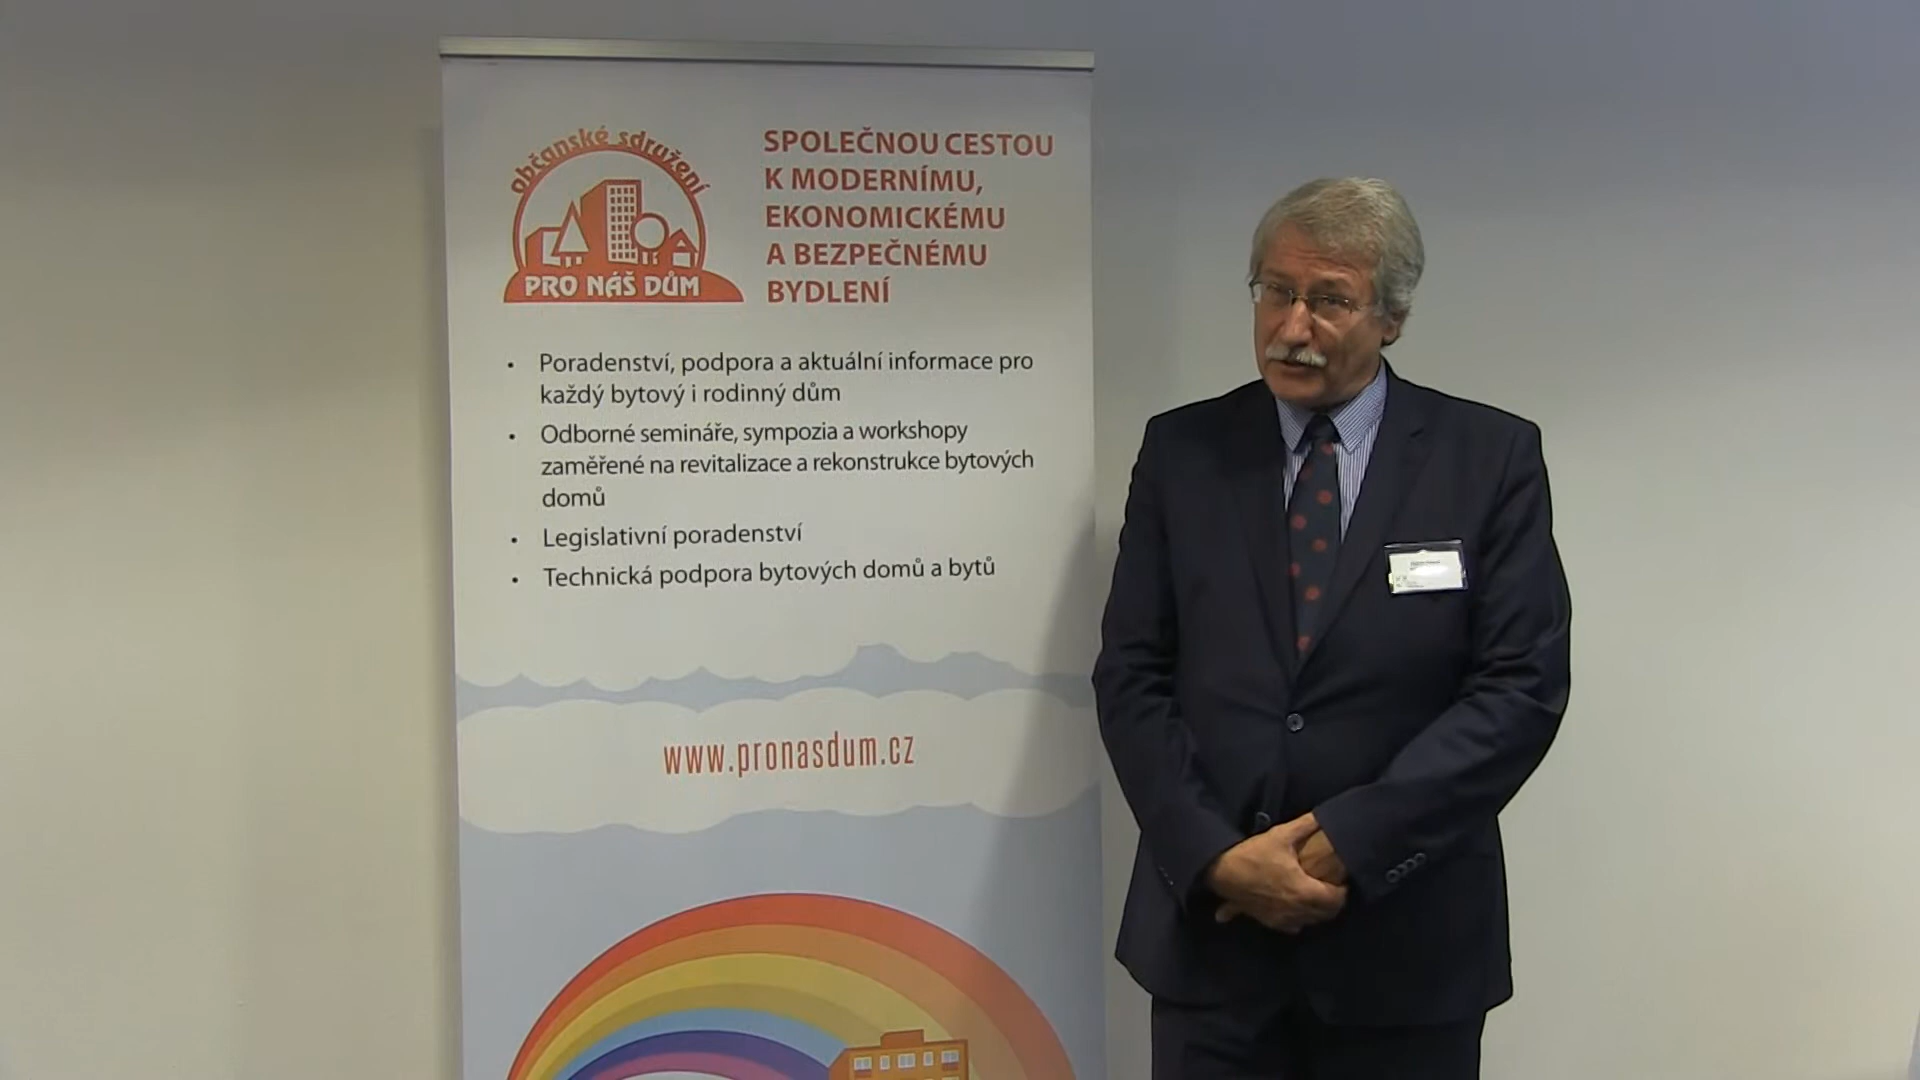 občanské sdružení
PRO NÁŠ DŮM
SPOLEČNOU CESTOU
K MODERNÍMU,
EKONOMICKÉMU
A BEZPEČNÉMU
BYDLENÍ
• Poradenství, podpora a aktuální informace pro
každý bytový i rodinný dům
• Odborné semináře, sympozia a workshopy
zaměřené na revitalizace a rekonstrukce bytových
domů
• Legislativní poradenství
• Technická podpora bytových domů a bytů
www.pronasdum.cz